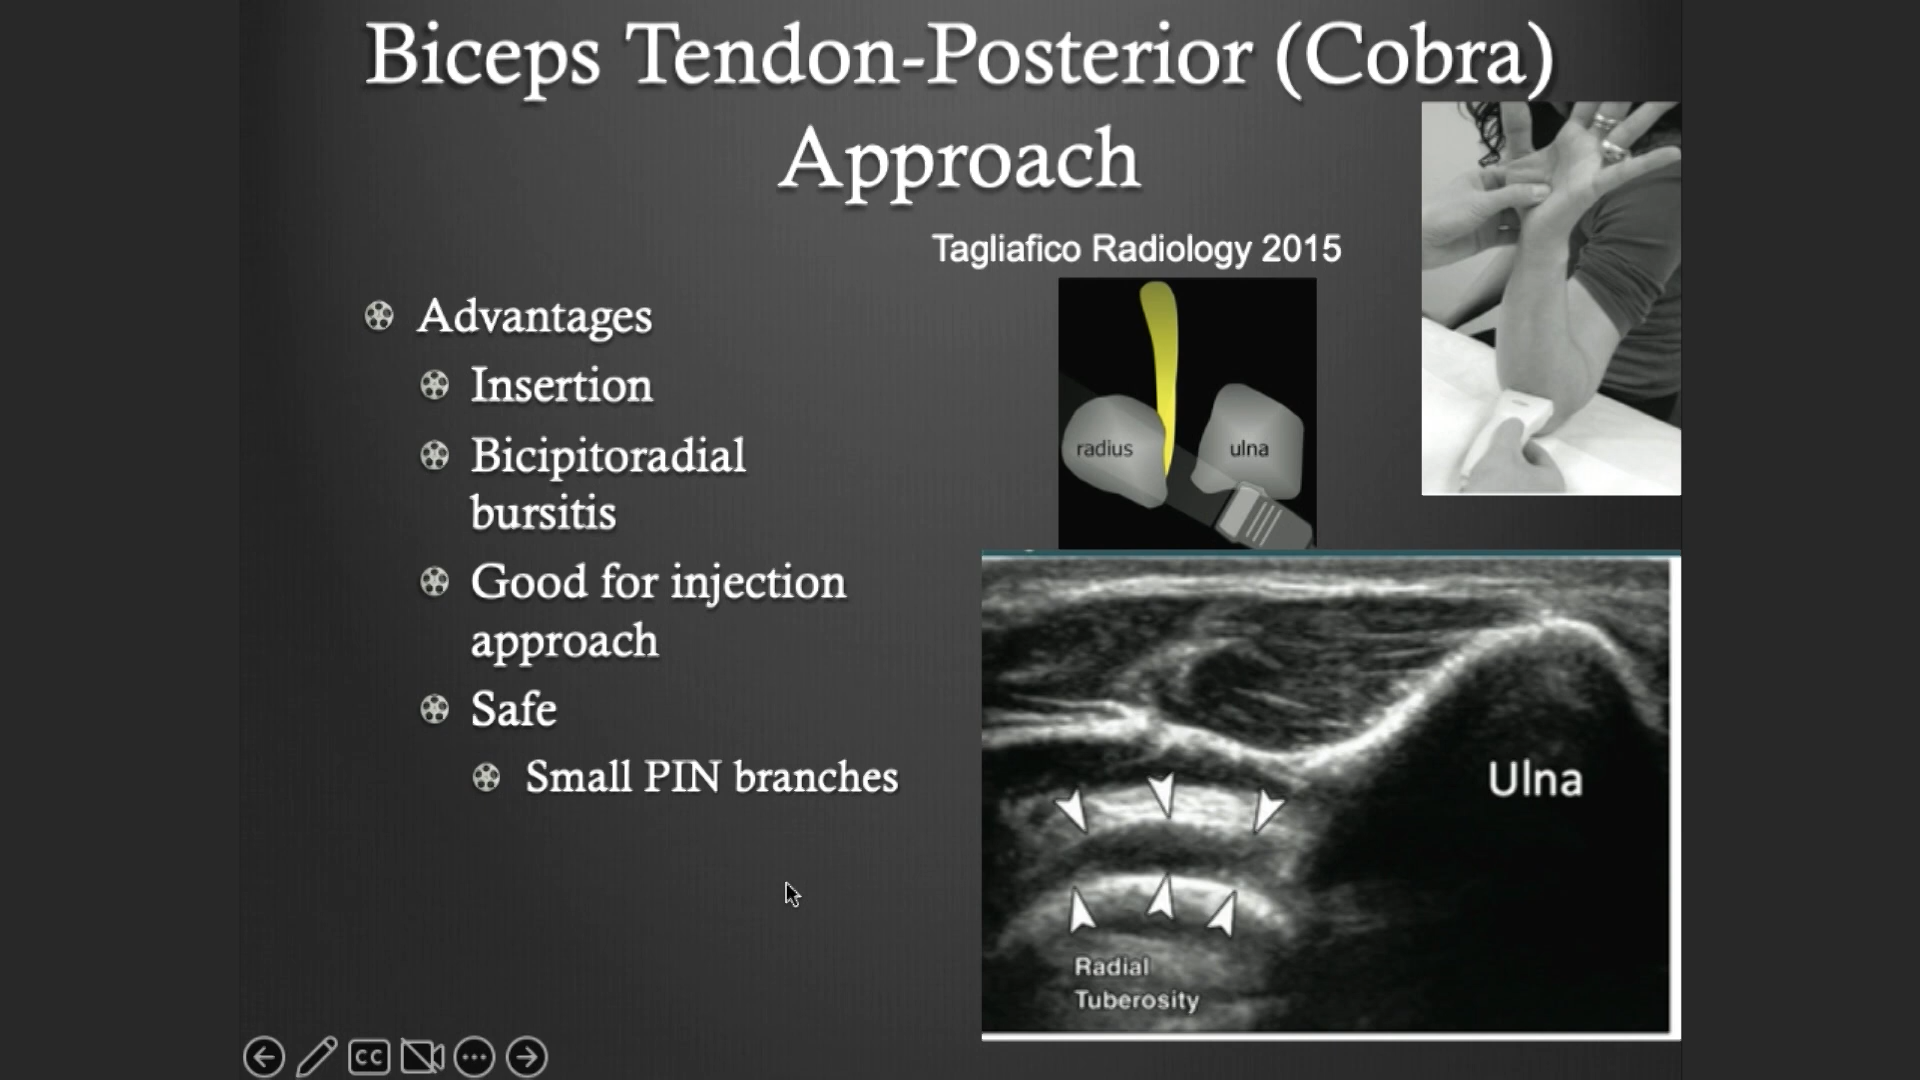 Biceps Tendon-Posterior (Cobra)
Approach
Tagliafico Radiology 2015
Advantages
Insertion
Bicipitoradial
bursitis
Good for injection
approach
Safe
Small PIN branches
radius
ulna
Ulna
Radial
Tuberosity
CC